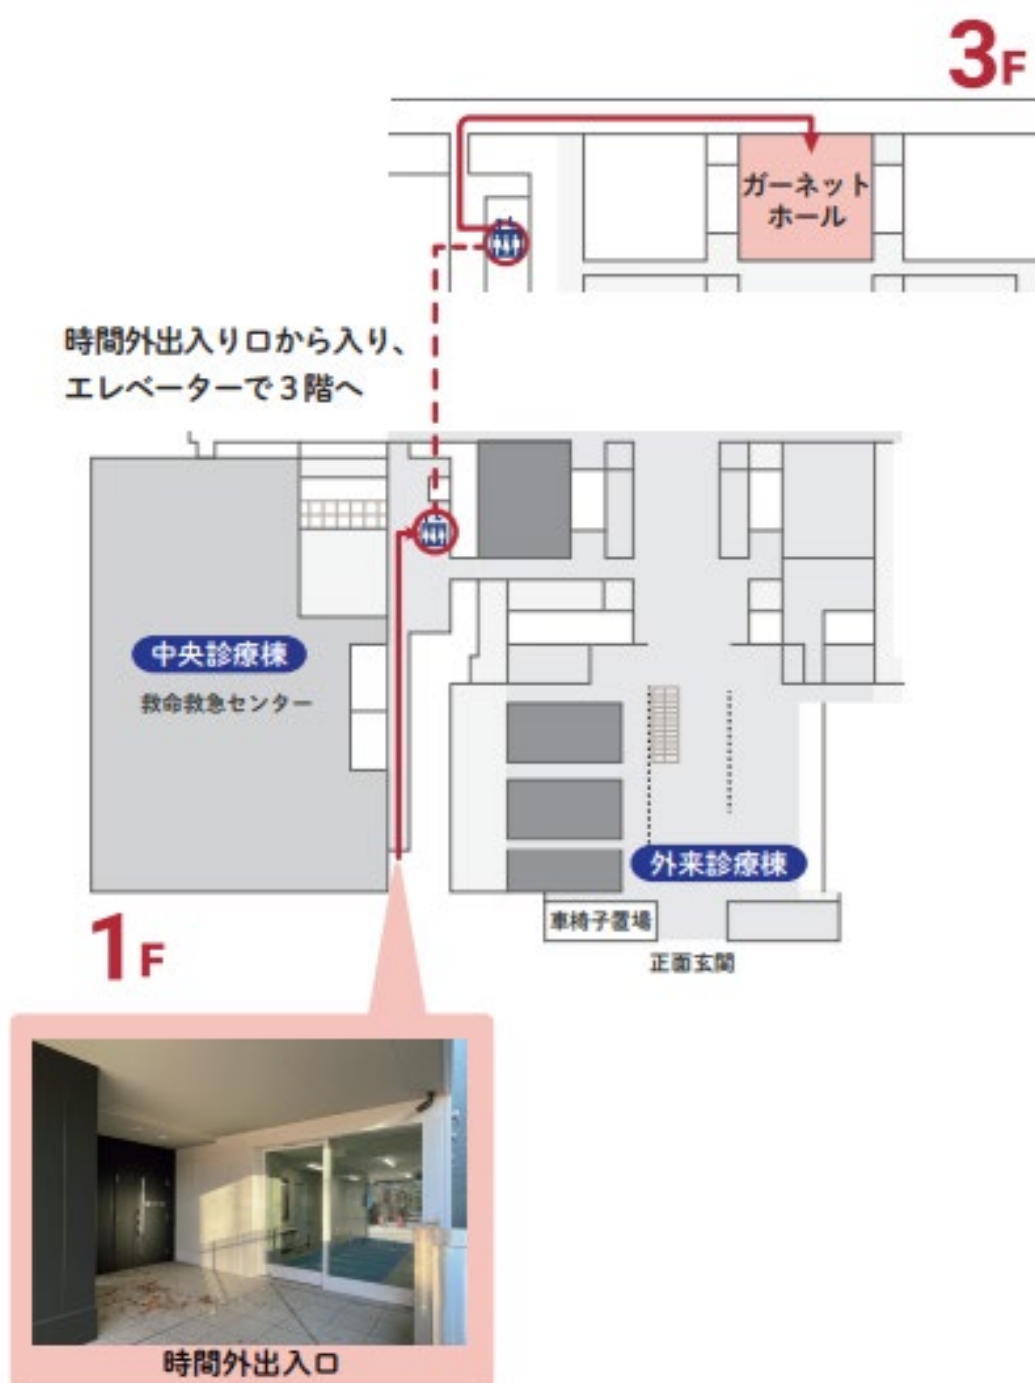 3F
ガーネット
ホール
時間外出入り口から入り、
エレベーターで3階へ
中央診療棟
救命救急センター
外来診療棟
車椅子置場
正面玄関
1F
時間外出入口